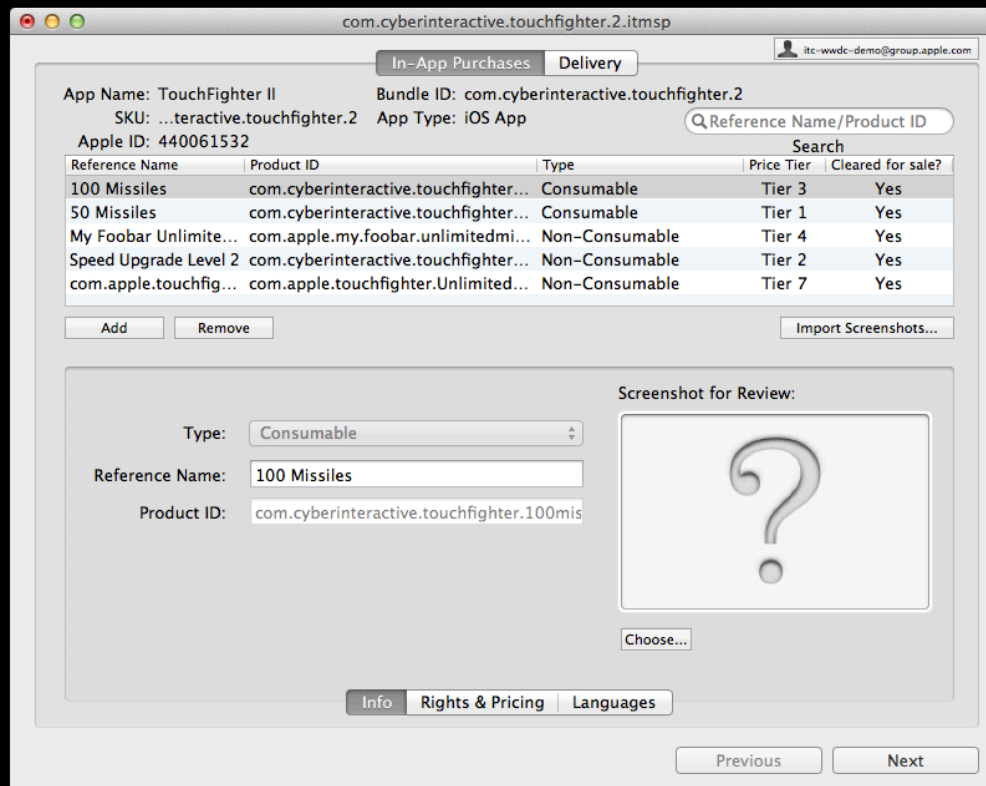 com.cyberinteractive.touchfighter.2.itmsp
itc-wwdc-demo@group.apple.com
In-App Purchases Delivery
App Name: TouchFighter II Bundle ID: com.cyberinteractive.touchfighter.2
SKU: ...teractive.touchfighter.2 App Type: iOS App
Reference Name/Product ID
Apple ID: 440061532
Search
Reference Name Product ID Type Price Tier Cleared for sale?
100 Missiles com.cyberinteractive.touchfighter... Consumable Tier 3 Yes
50 Missiles com.cyberinteractive.touchfighter... Consumable Tier 1 Yes
My Foobar Unlimite... com.apple.my.foobar.unlimitedmi... Non-Consumable Tier 4 Yes
Speed Upgrade Level 2 com.cyberinteractive.touchfighter... Non-Consumable Tier 2 Yes
com.apple.touchfig... com.apple.touchfighter.Unlimited... Non-Consumable Tier 7 Yes
Add Remove Import Screenshots...
Screenshot for Review:
Type: Consumable
Reference Name: 100 Missiles
Product ID: com.cyberinteractive.touchfighter.100mis
?
Choose...
Info Rights & Pricing Languages
Previous Next